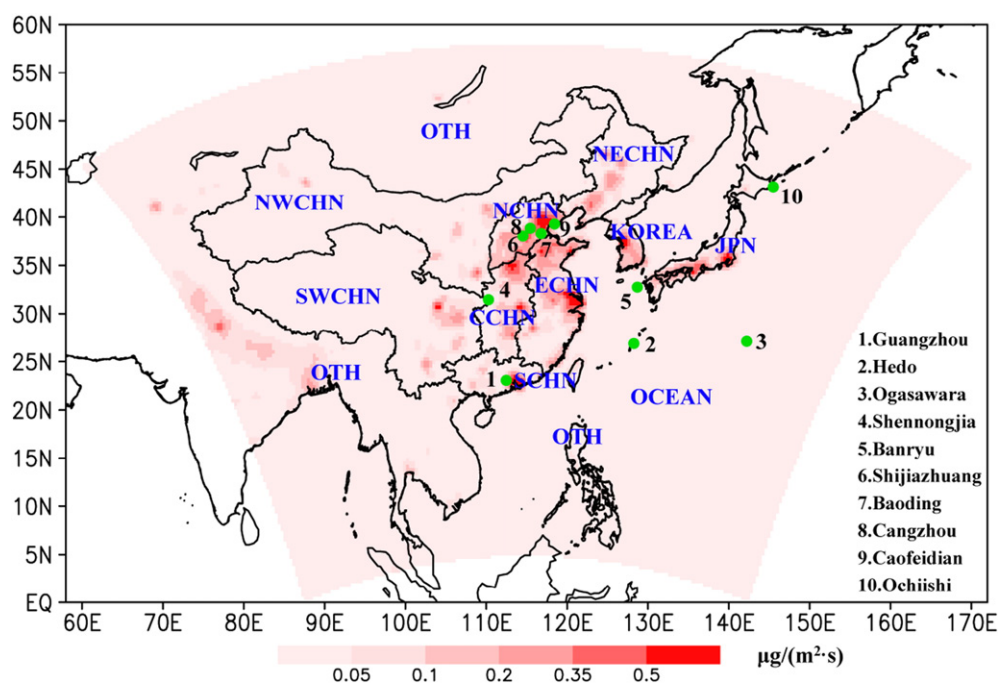 60N
55N
50N
45N
40N
35N
30N
25N
20N
15N
10N
5N
EQ
OTH
NECHN
NWCHN
10
NCHN
8
9
KOREA
6
7
JPN
SWCHN
4
ECHN
5
CCHN
2
3
OTH
1
SCHN
OCEAN
OTH
1.Guangzhou
2.Hedo
3.Ogasawara
4.Shennongjia
5.Banryu
6.Shijiazhuang
7.Baoding
8.Cangzhou
9.Caofeidian
10.Ochiishi
60E 70E 80E 90E 100E 110E 120E 130E 140E 150E 160E 170E
0.05 0.1 0.2 0.35 0.5
μg/(m²·s)